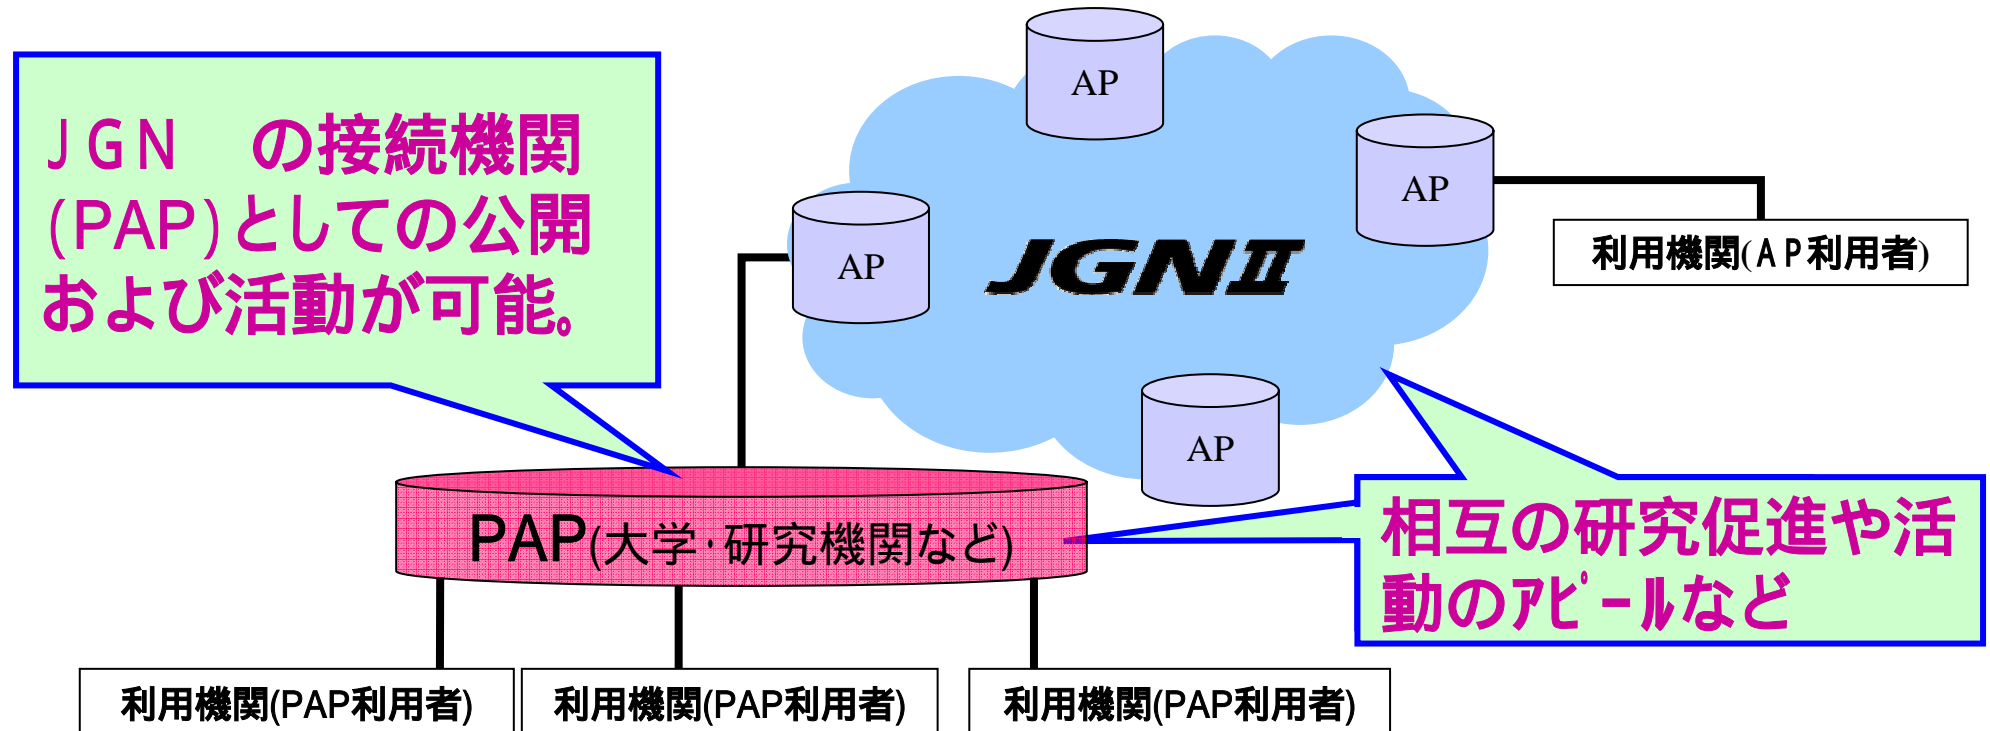 AP
JGN の接続機関
(PAP)としての公開
および活動が可能。
AP
AP
JGNII
利用機関(AP利用者)
AP
PAP(大学・研究機関など)
相互の研究促進や活
動のｱﾋﾟｰﾙなど
利用機関(PAP利用者)
利用機関(PAP利用者)
利用機関(PAP利用者)